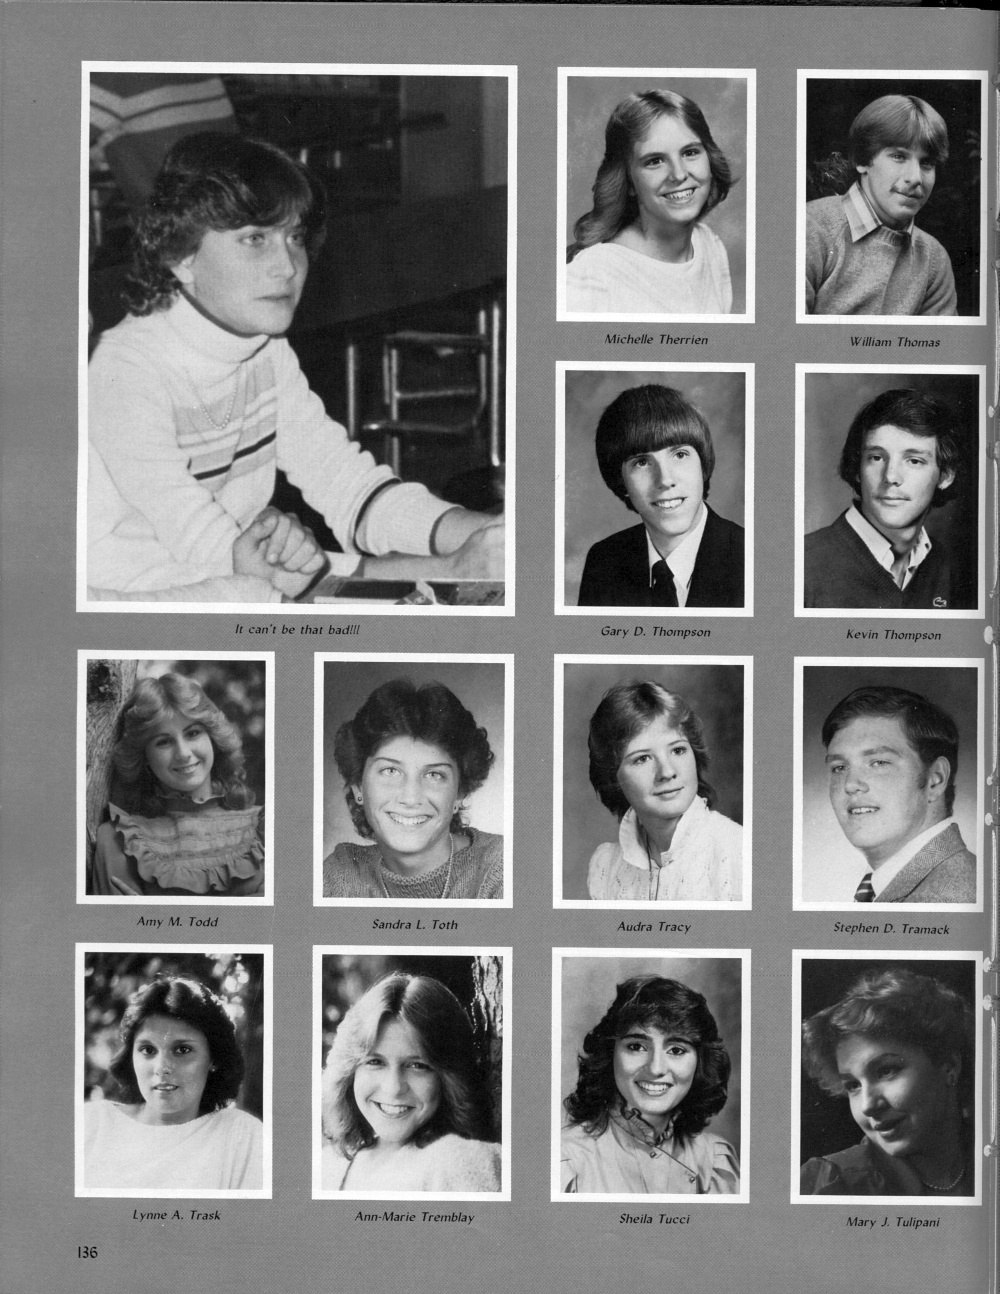 Michelle Therrien
William Thomas
It can't be that bad!!!
Gary D. Thompson
Kevin Thompson
Amy M. Todd
Sandra L. Toth
Audra Tracy
Stephen D. Tramack
Lynne A. Trask
Ann-Marie Tremblay
Sheila Tucci
Mary J. Tulipani
136